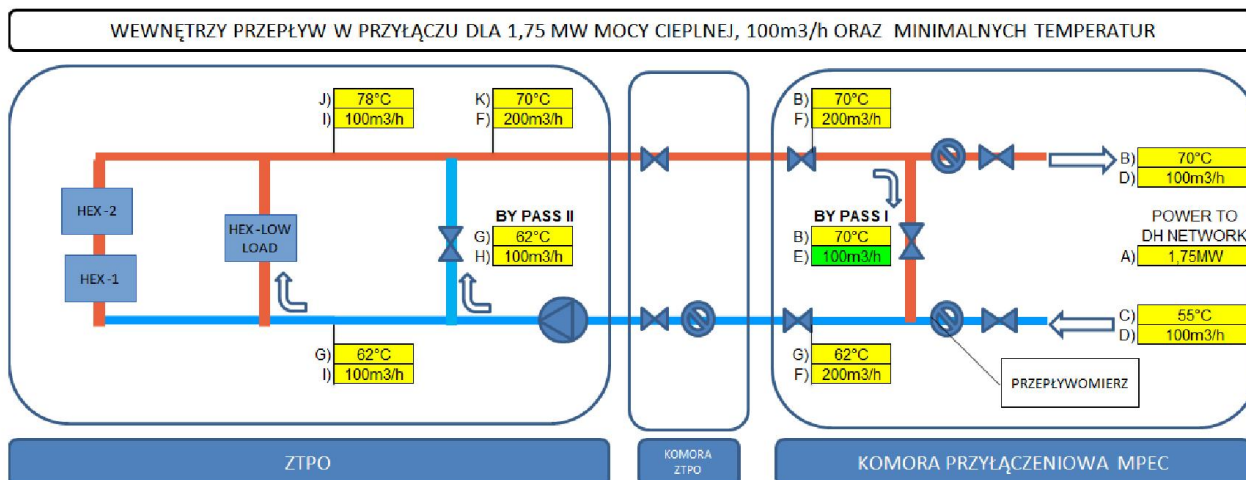 WEWNĘTRZY PRZEPŁYW W PRZYŁĄCZU DLA 1,75 MW MOCY CIEPLNEJ, 100m3/h ORAZ MINIMALNYCH TEMPERATUR
J) 78°C
I) 100m3/h
K) 70°C
F) 200m3/h
B) 70°C
F) 200m3/h
B) 70°C
D) 100m3/h
HEX-2
HEX-1
HEX-LOW
LOAD
BY PASS II
G) 62°C
H) 100m3/h
BY PASS I
B) 70°C
E) 100m3/h
POWER TO
DH NETWORK
A) 1,75MW
C) 55°C
D) 100m3/h
G) 62°C
I) 100m3/h
G) 62°C
F) 200m3/h
PRZEPŁYWOMIERZ
ZTPO
KOMORA
ZTPO
KOMORA PRZYŁĄCZENIOWA MPEC